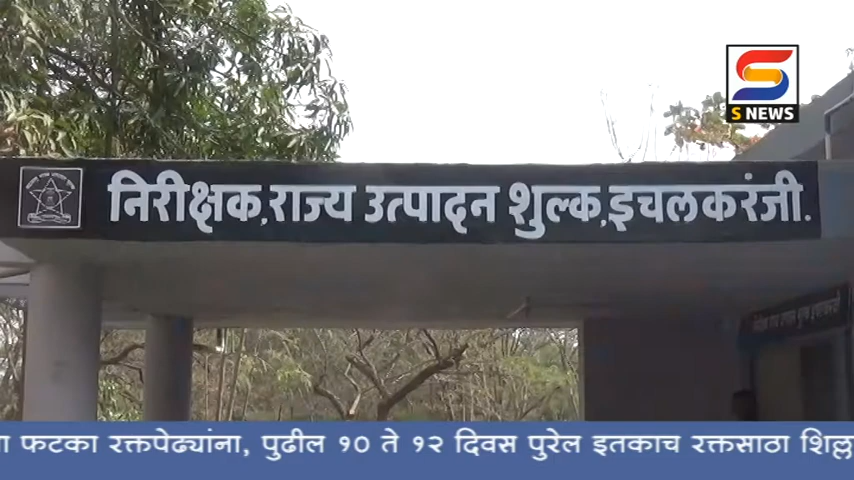 S NEWS
निरीक्षक, राज्य उत्पादन शुल्क, इचलकरंजी.
फटका रक्तपेढ्यांना, पुढील १० ते १२ दिवस पुरेल इतकाच रक्तसाठा